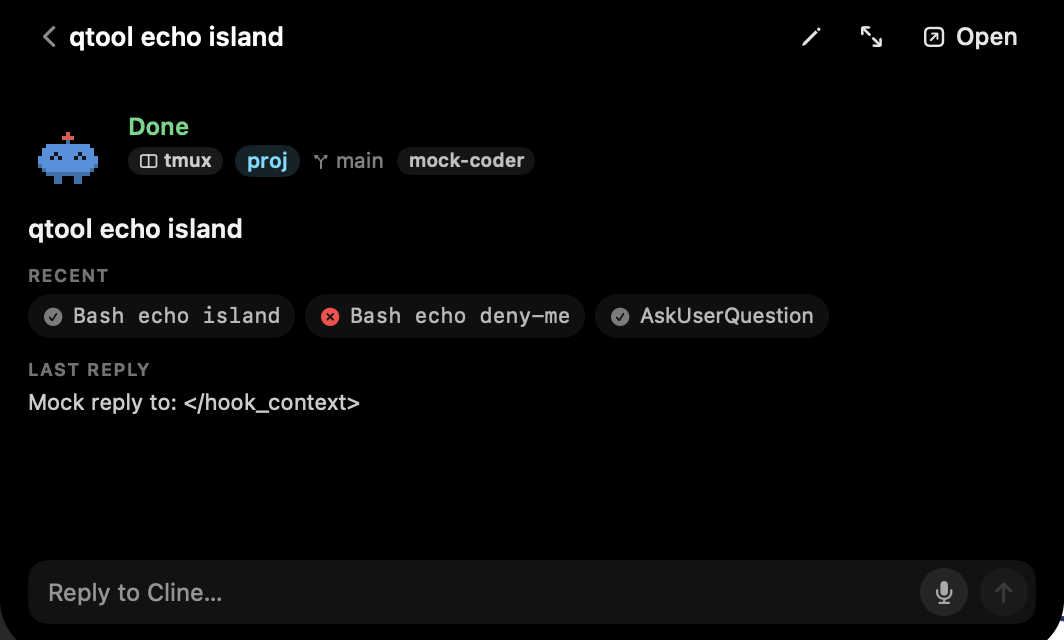 qtool echo island
Open
Done
tmux proj main mock-coder
qtool echo island
RECENT
Bash echo island Bash echo deny-me AskUserQuestion
LAST REPLY
Mock reply to: </hook_context>
Reply to Cline...